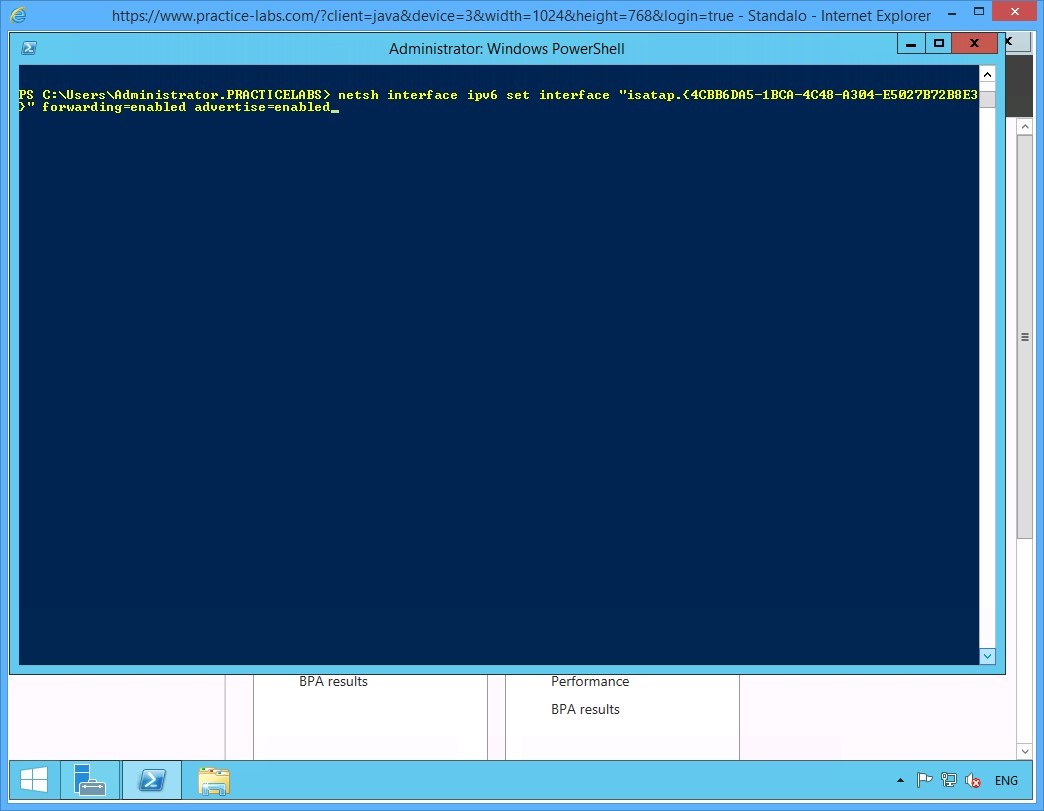 https://www.practice-labs.com/?client=java&device=3&width=1024&height=768&login=true - Standalo - Internet Explorer
Administrator: Windows PowerShell
PS C:\Users\Administrator.PRACTICELABS> netsh interface ipv6 set interface "isatap.{4CBB6DA5-1BCA-4C48-A304-E5027B72B8E3
}" forwarding=enabled advertise=enabled
BPA results
Performance
BPA results
ENG